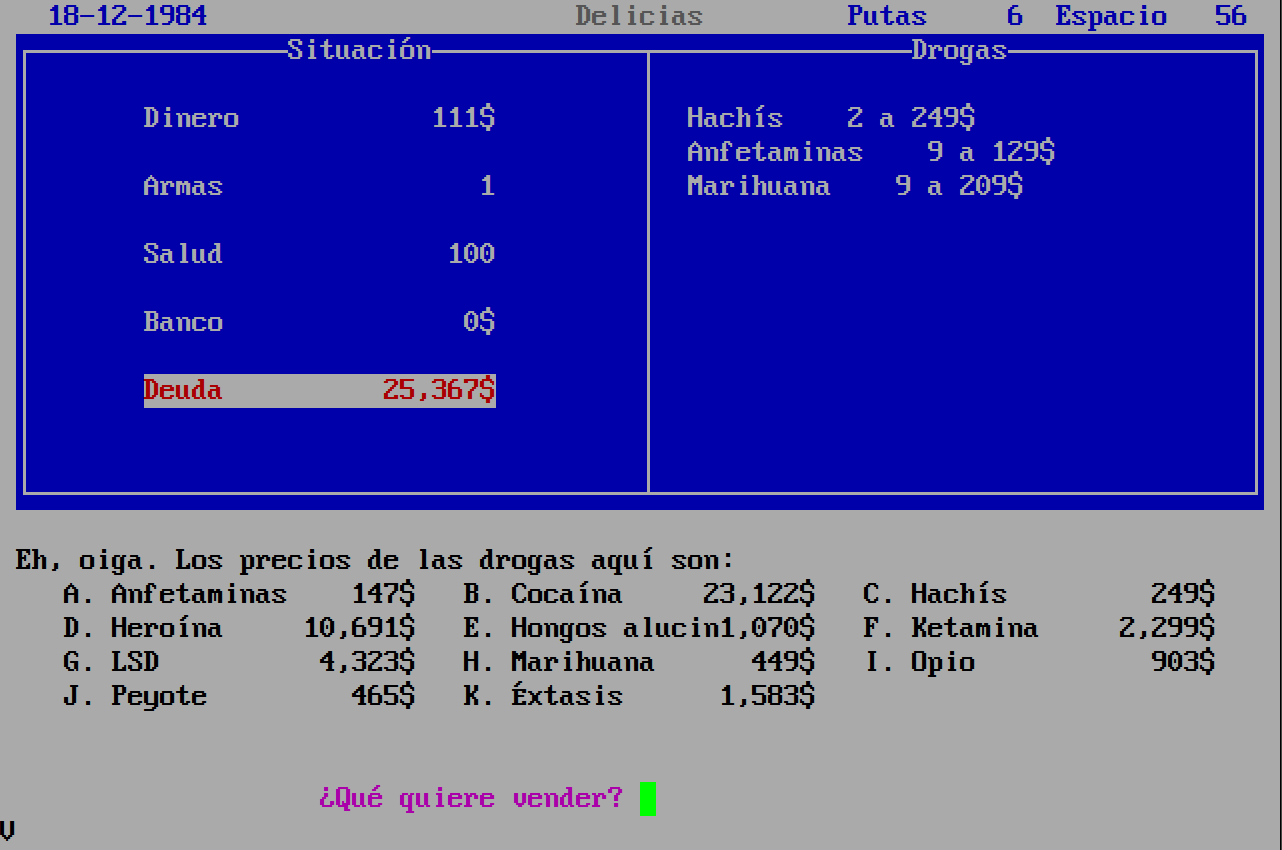 18-12-1984 Delicias Putas 6 Espacio 56
Situación Drogas
Dinero 111$ Hachís 2 a 249$
Anfetaminas 9 a 129$
Armas 1 Marihuana 9 a 209$
Salud 100
Banco 0$
Deuda 25,367$
Eh, oiga. Los precios de las drogas aquí son:
A. Anfetaminas 147$ B. Cocaína 23,122$ C. Hachís 249$
D. Heroína 10,691$ E. Hongos alucin1,070$ F. Ketamina 2,299$
G. LSD 4,323$ H. Marihuana 449$ I. Opio 903$
J. Peyote 465$ K. Éxtasis 1,583$
¿Qué quiere vender?
V